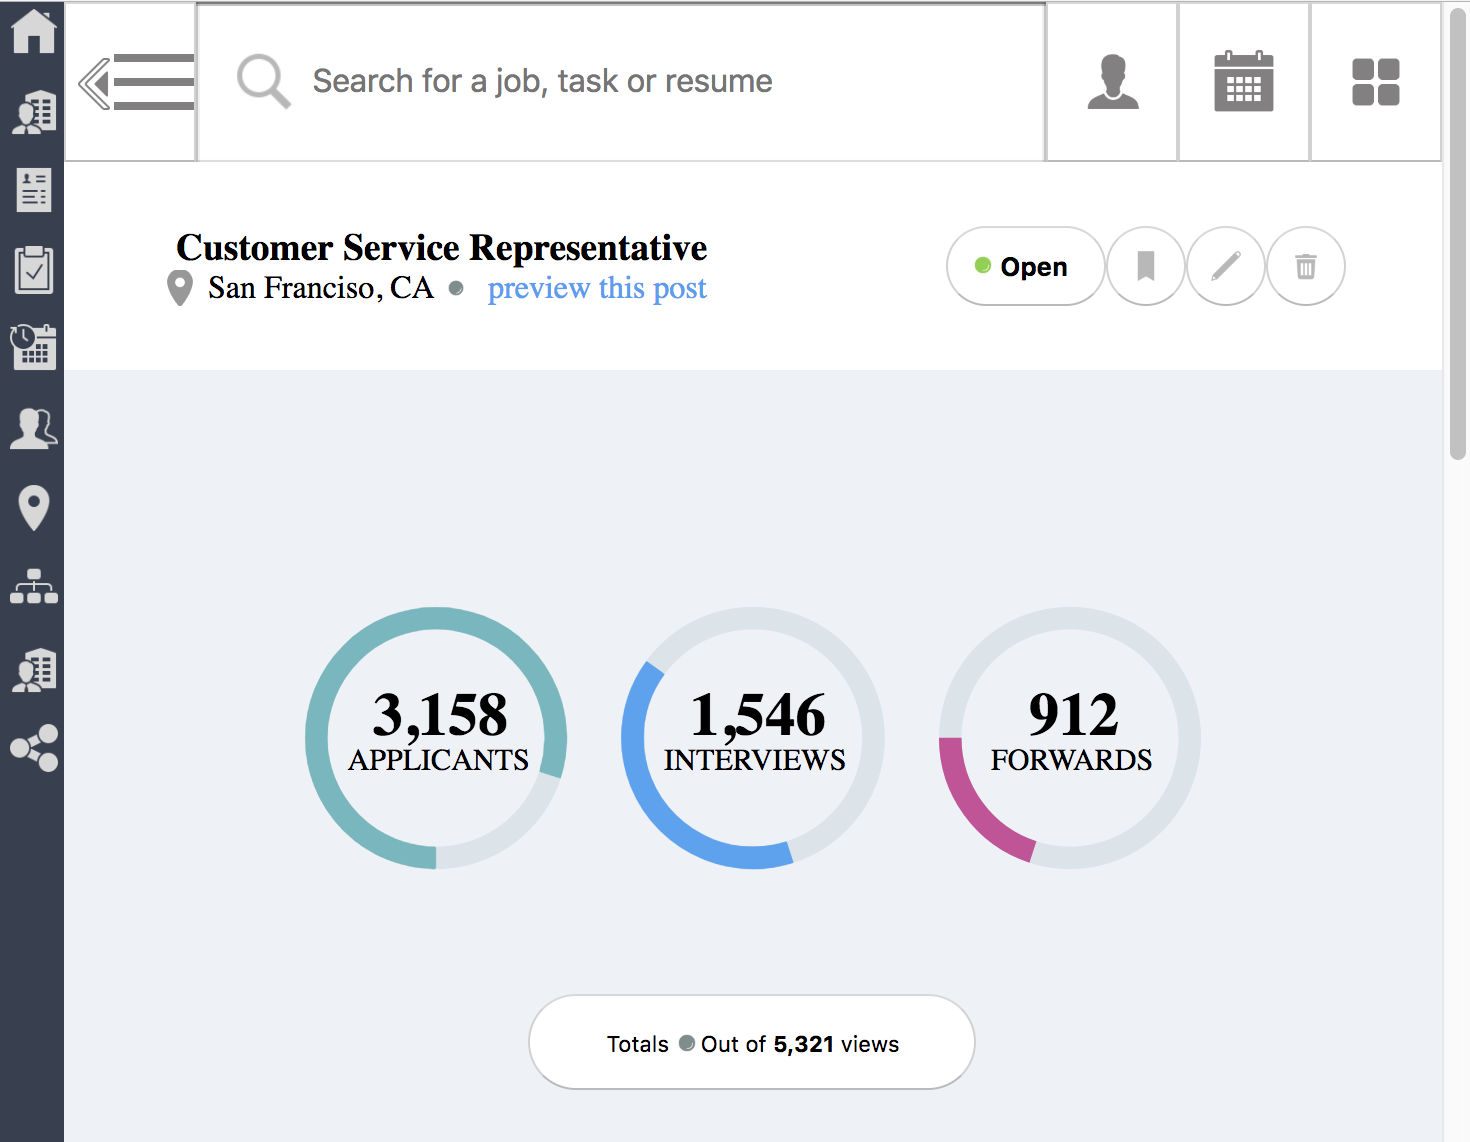 Search for a job, task or resume
Customer Service Representative
San Franciso, CA preview this post
Open
3,158
APPLICANTS
1,546
INTERVIEWS
912
FORWARDS
Totals Out of 5,321 views